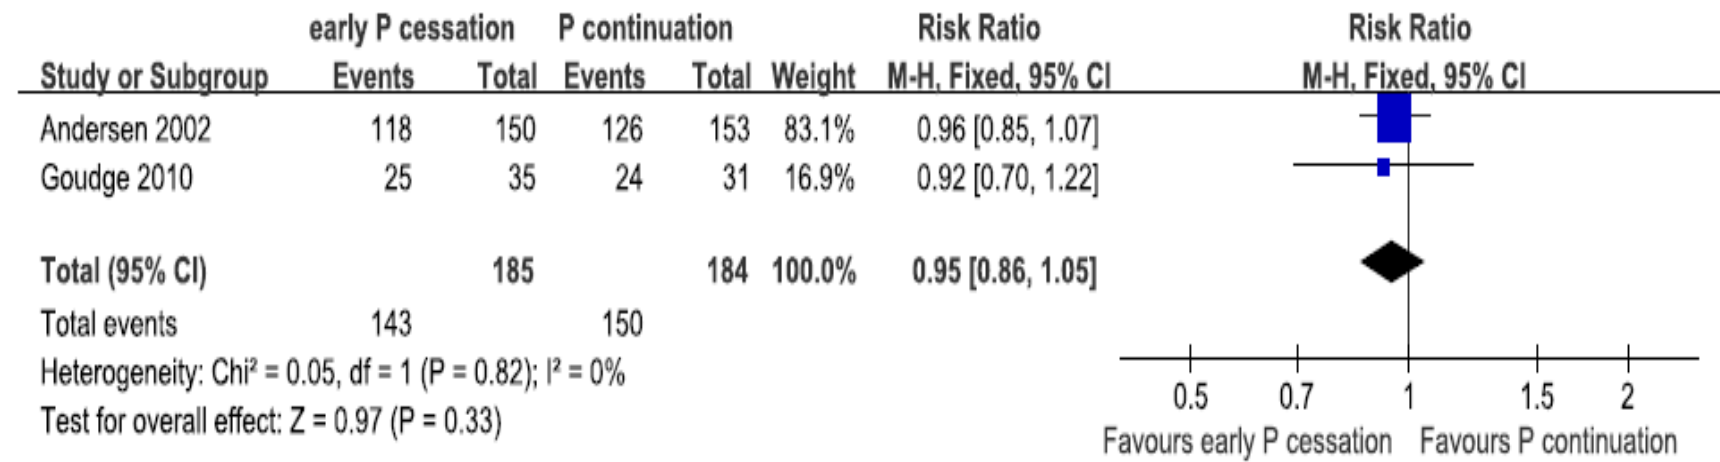 early P cessation P continuation Risk Ratio Risk Ratio
Study or Subgroup Events Total Events Total Weight M-H, Fixed, 95% CI M-H, Fixed, 95% CI
Andersen 2002 118 150 126 153 83.1% 0.96 [0.85, 1.07]
Goudge 2010 25 35 24 31 16.9% 0.92 [0.70, 1.22]
Total (95% CI) 185 184 100.0% 0.95 [0.86, 1.05]
Total events 143 150
Heterogeneity: Chi² = 0.05, df = 1 (P = 0.82); I² = 0%
Test for overall effect: Z = 0.97 (P = 0.33)
0.5 0.7 1 1.5 2
Favours early P cessation Favours P continuation